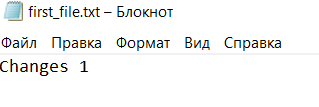 first_file.txt – Блокнот
Файл Правка Формат Вид Справка
Changes 1